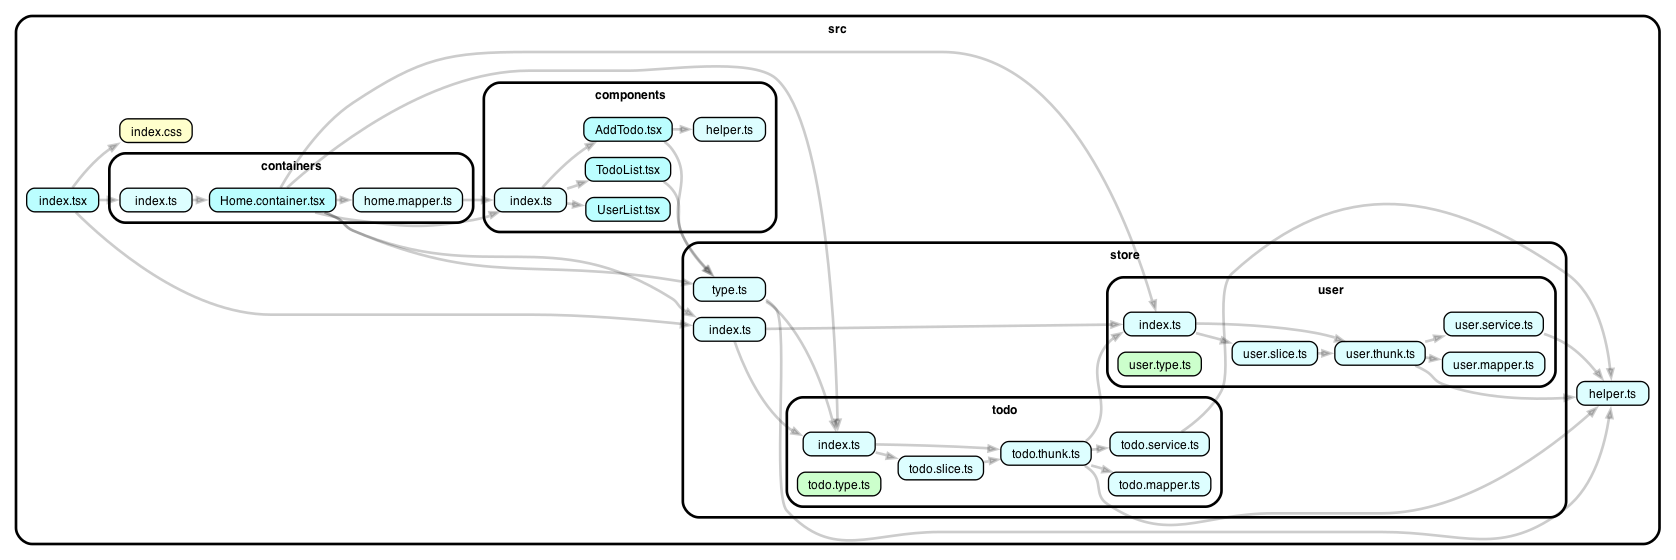 src
components
index.css
AddTodo.tsx
helper.ts
containers
TodoList.tsx
index.tsx
index.ts
Home.container.tsx
home.mapper.ts
index.ts
UserList.tsx
store
type.ts
user
index.ts
index.ts
user.service.ts
user.slice.ts
user.thunk.ts
user.type.ts
user.mapper.ts
helper.ts
todo
index.ts
todo.thunk.ts
todo.service.ts
todo.slice.ts
todo.type.ts
todo.mapper.ts